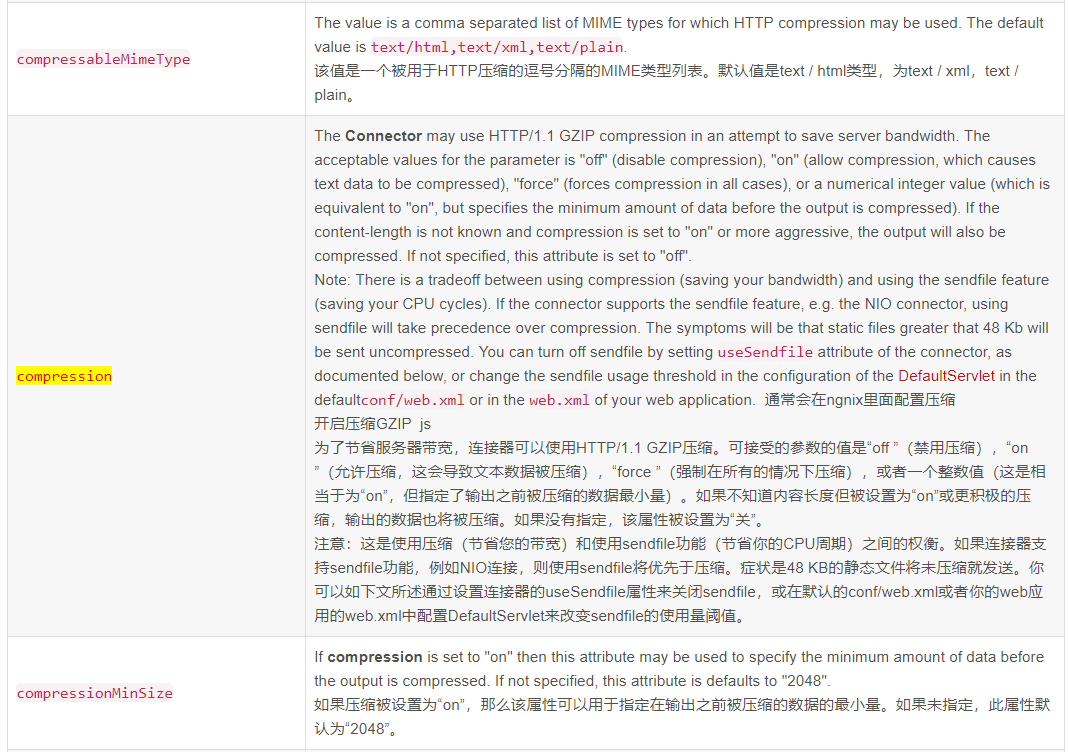 The value is a comma separated list of MIME types for which HTTP compression may be used. The default
value is text/html,text/xml,text/plain.
compressableMimeType
该值是一个被用于HTTP压缩的逗号分隔的MIME类型列表。默认值是text / html类型，为text / xml，text /
plain。
The Connector may use HTTP/1.1 GZIP compression in an attempt to save server bandwidth. The
acceptable values for the parameter is "off" (disable compression), "on" (allow compression, which causes
text data to be compressed), "force" (forces compression in all cases), or a numerical integer value (which is
equivalent to "on", but specifies the minimum amount of data before the output is compressed). If the
content-length is not known and compression is set to "on" or more aggressive, the output will also be
compressed. If not specified, this attribute is set to "off".
Note: There is a tradeoff between using compression (saving your bandwidth) and using the sendfile feature
(saving your CPU cycles). If the connector supports the sendfile feature, e.g. the NIO connector, using
sendfile will take precedence over compression. The symptoms will be that static files greater that 48 Kb will
be sent uncompressed. You can turn off sendfile by setting useSendfile attribute of the connector, as
compression
documented below, or change the sendfile usage threshold in the configuration of the DefaultServlet in the
defaultconf/web.xml or in the web.xml of your web application. 通常会在ngnix里面配置压缩
开启压缩GZIP js
为了节省服务器带宽，连接器可以使用HTTP/1.1 GZIP压缩。可接受的参数的值是“off ”（禁用压缩），“on
”（允许压缩，这会导致文本数据被压缩），“force ”（强制在所有的情况下压缩），或者一个整数值（这是相
当于为“on”，但指定了输出之前被压缩的数据最小量）。如果不知道内容长度但被设置为“on”或更积极的压
缩，输出的数据也将被压缩。如果没有指定，该属性被设置为“关”。
注意：这是使用压缩（节省您的带宽）和使用sendfile功能（节省你的CPU周期）之间的权衡。如果连接器支
持sendfile功能，例如NIO连接，则使用sendfile将优先于压缩。症状是48 KB的静态文件将未压缩就发送。你
可以如下文所述通过设置连接器的useSendfile属性来关闭sendfile，或在默认的conf/web.xml或者你的web应
用的web.xml中配置DefaultServlet来改变sendfile的使用量阈值。
If compression is set to "on" then this attribute may be used to specify the minimum amount of data before
the output is compressed. If not specified, this attribute is defaults to "2048".
compressionMinSize
如果压缩被设置为“on”，那么该属性可以用于指定在输出之前被压缩的数据的最小量。如果未指定，此属性默
认为“2048”。